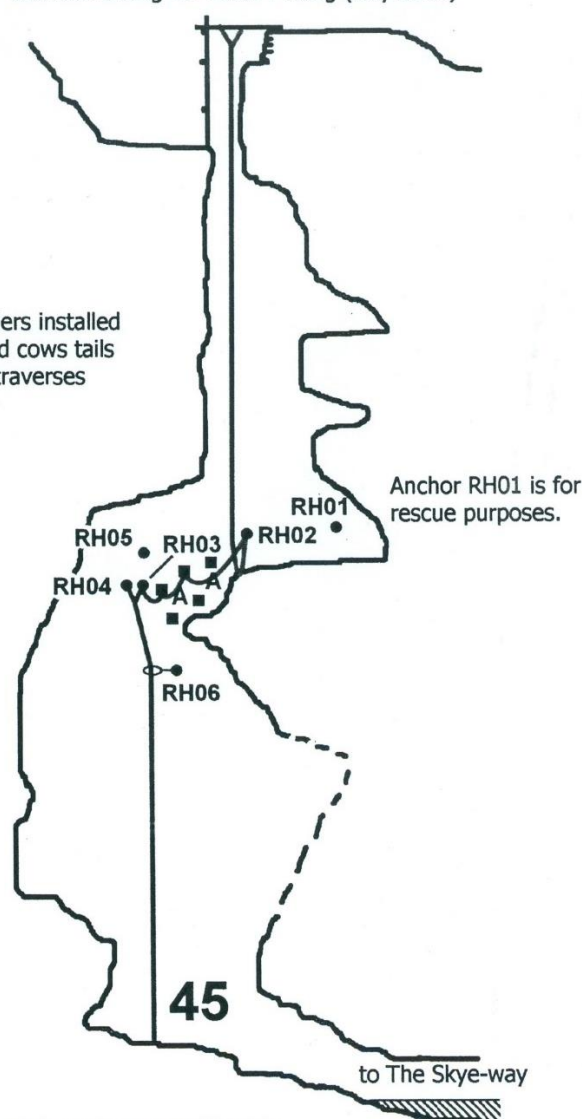 ers installed
d cows tails
traverses
Anchor RH01 is for
rescue purposes.
RH01
RH02
RH05
RH03
RH04
A
A
RH06
45
to The Skye-way